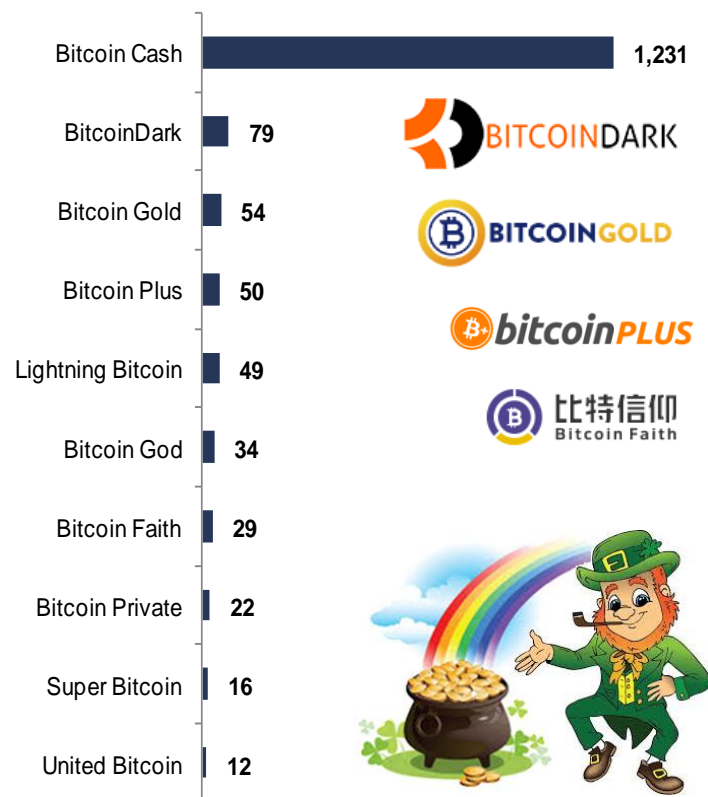 Bitcoin Cash 1,231
BitcoinDark 79
BITCOINDARK
Bitcoin Gold 54
BITCOINGOLD
Bitcoin Plus 50
B+ bitcoinPLUS
Lightning Bitcoin 49
比特信仰
Bitcoin Faith
Bitcoin God 34
Bitcoin Faith 29
Bitcoin Private 22
Super Bitcoin 16
United Bitcoin 12